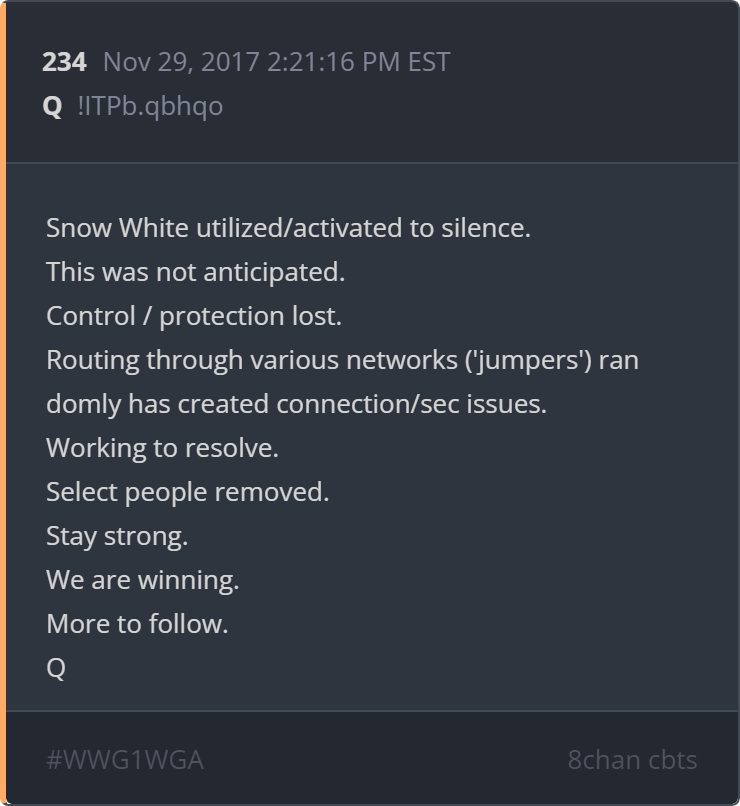 234 Nov 29, 2017 2:21:16 PM EST
Q !ITPb.qbhqo
Snow White utilized/activated to silence.
This was not anticipated.
Control / protection lost.
Routing through various networks ('jumpers') ran
domly has created connection/sec issues.
Working to resolve.
Select people removed.
Stay strong.
We are winning.
More to follow.
Q
#WWG1WGA 8chan cbts